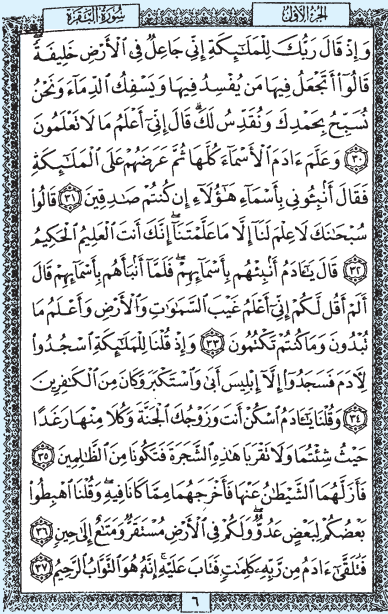 الجزء الأول
سورة البقرة
وَإِذْ قَالَ رَبُّكَ لِلْمَلَٰٓئِكَةِ إِنِّى جَاعِلٌ فِى ٱلْأَرْضِ خَلِيفَةً
قَالُوٓا۟ أَتَجْعَلُ فِيهَا مَن يُفْسِدُ فِيهَا وَيَسْفِكُ ٱلدِّمَآءَ وَنَحْنُ
نُسَبِّحُ بِحَمْدِكَ وَنُقَدِّسُ لَكَ ۖ قَالَ إِنِّىٓ أَعْلَمُ مَا لَا تَعْلَمُونَ
٣٠ وَعَلَّمَ ءَادَمَ ٱلْأَسْمَآءَ كُلَّهَا ثُمَّ عَرَضَهُمْ عَلَى ٱلْمَلَٰٓئِكَةِ
فَقَالَ أَنۢبِـُٔونِى بِأَسْمَآءِ هَٰٓؤُلَآءِ إِن كُنتُمْ صَٰدِقِينَ ٣١ قَالُوا۟
سُبْحَٰنَكَ لَا عِلْمَ لَنَآ إِلَّا مَا عَلَّمْتَنَآ ۖ إِنَّكَ أَنتَ ٱلْعَلِيمُ ٱلْحَكِيمُ
٣٢ قَالَ يَٰٓـَٔادَمُ أَنۢبِئْهُم بِأَسْمَآئِهِمْ ۖ فَلَمَّآ أَنۢبَأَهُم بِأَسْمَآئِهِمْ قَالَ
أَلَمْ أَقُل لَّكُمْ إِنِّىٓ أَعْلَمُ غَيْبَ ٱلسَّمَٰوَٰتِ وَٱلْأَرْضِ وَأَعْلَمُ مَا
تُبْدُونَ وَمَا كُنتُمْ تَكْتُمُونَ ٣٣ وَإِذْ قُلْنَا لِلْمَلَٰٓئِكَةِ ٱسْجُدُوا۟
لِـَٔادَمَ فَسَجَدُوٓا۟ إِلَّآ إِبْلِيسَ أَبَىٰ وَٱسْتَكْبَرَ وَكَانَ مِنَ ٱلْكَٰفِرِينَ
٣٤ وَقُلْنَا يَٰٓـَٔادَمُ ٱسْكُنْ أَنتَ وَزَوْجُكَ ٱلْجَنَّةَ وَكُلَا مِنْهَا رَغَدًا
حَيْثُ شِئْتُمَا وَلَا تَقْرَبَا هَٰذِهِ ٱلشَّجَرَةَ فَتَكُونَا مِنَ ٱلظَّٰلِمِينَ ٣٥
فَأَزَلَّهُمَا ٱلشَّيْطَٰنُ عَنْهَا فَأَخْرَجَهُمَا مِمَّا كَانَا فِيهِ ۖ وَقُلْنَا ٱهْبِطُوا۟
بَعْضُكُمْ لِبَعْضٍ عَدُوٌّ ۖ وَلَكُمْ فِى ٱلْأَرْضِ مُسْتَقَرٌّ وَمَتَٰعٌ إِلَىٰ حِينٍ ٣٦
فَتَلَقَّىٰٓ ءَادَمُ مِن رَّبِّهِۦ كَلِمَٰتٍ فَتَابَ عَلَيْهِ ۚ إِنَّهُۥ هُوَ ٱلتَّوَّابُ ٱلرَّحِيمُ ٣٧
٦